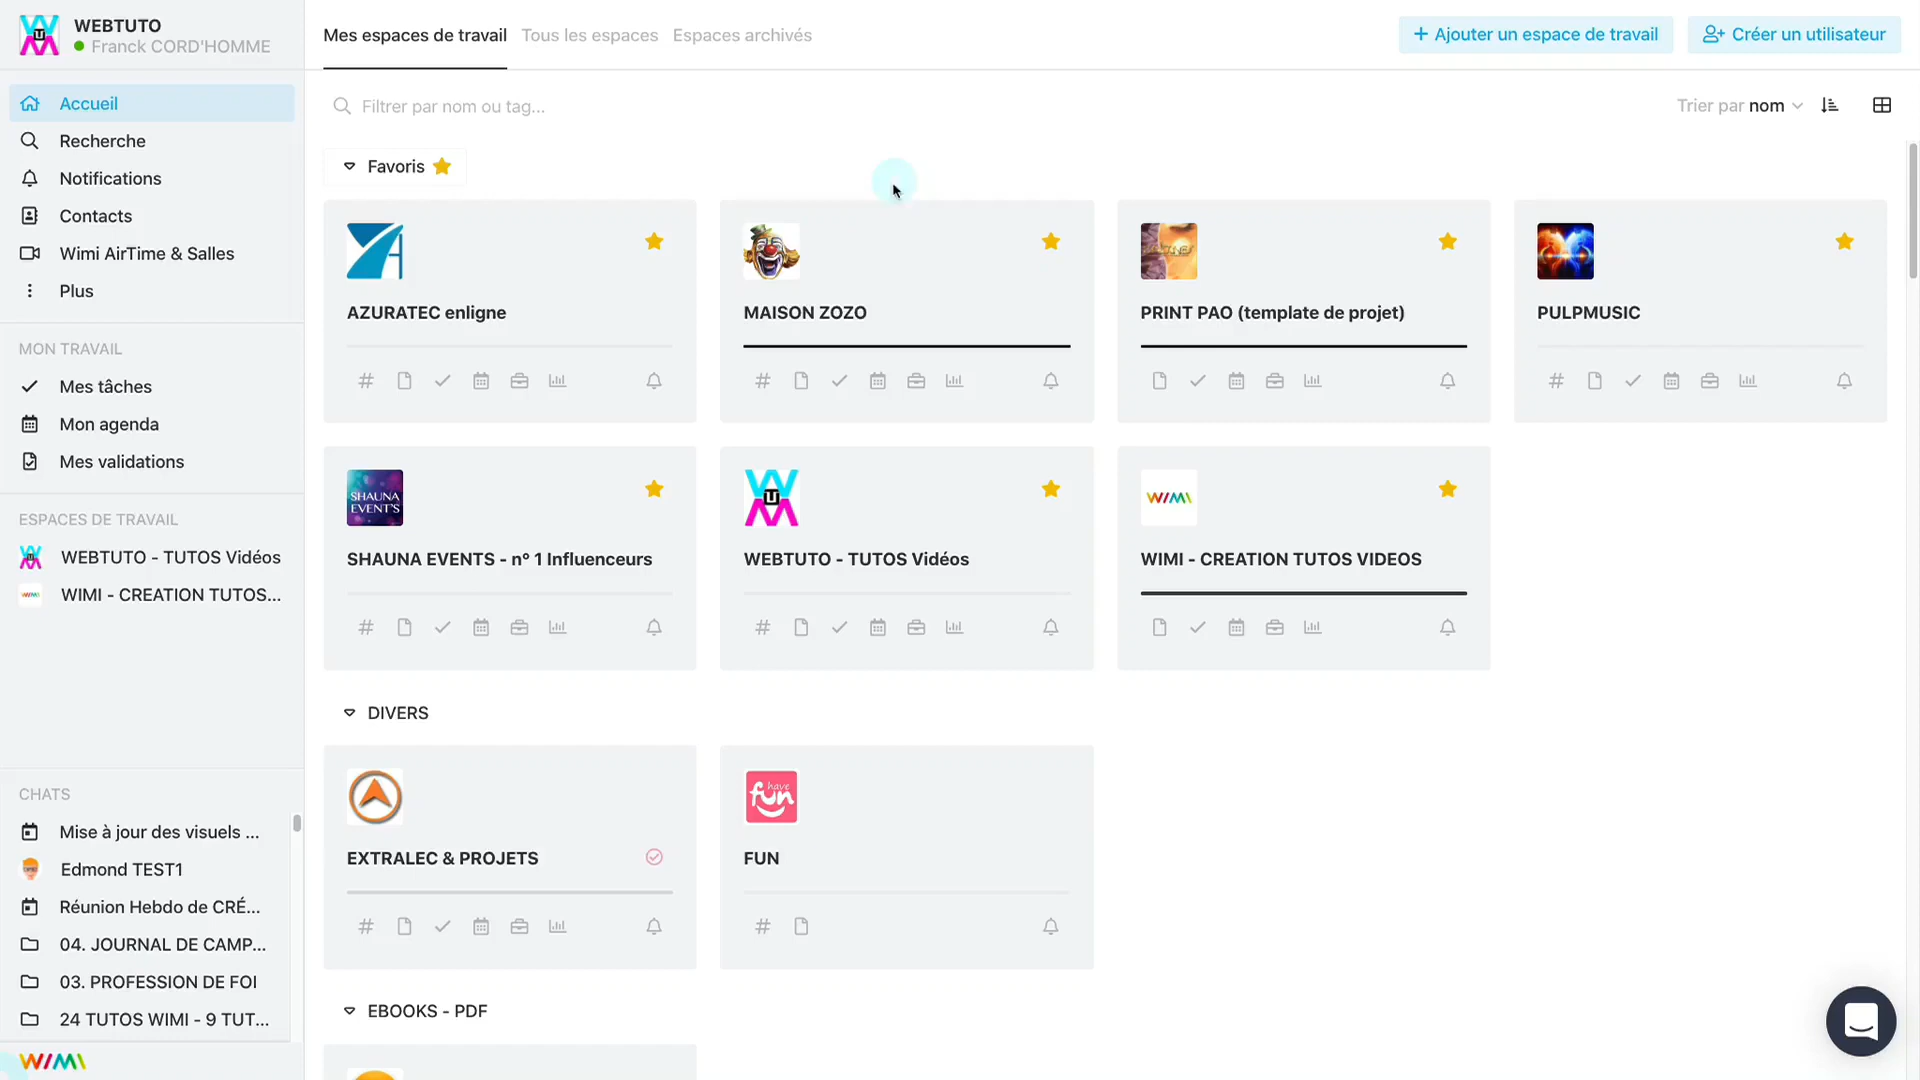 WEBTUTO
Franck CORD'HOMME
Accueil
Recherche
Notifications
Contacts
Wimi AirTime & Salles
Plus
MON TRAVAIL
Mes tâches
Mon agenda
Mes validations
ESPACES DE TRAVAIL
WEBTUTO - TUTOS Vidéos
WIMI - CREATION TUTOS...
CHATS
Mise à jour des visuels ...
Edmond TEST1
Réunion Hebdo de CRÉ...
04. JOURNAL DE CAMP...
03. PROFESSION DE FOI
24 TUTOS WIMI - 9 TUT...
WIMI
Mes espaces de travail
Tous les espaces
Espaces archivés
+ Ajouter un espace de travail
Créer un utilisateur
Filtrer par nom ou tag...
Trier par nom
Favoris
AZURATEC enligne
MAISON ZOZO
PRINT PAO (template de projet)
PULPMUSIC
SHAUNA EVENT'S
SHAUNA EVENTS - n° 1 Influenceurs
WEBTUTO - TUTOS Vidéos
WIMI
WIMI - CREATION TUTOS VIDEOS
DIVERS
EXTRALEC & PROJETS
have fun
FUN
EBOOKS - PDF